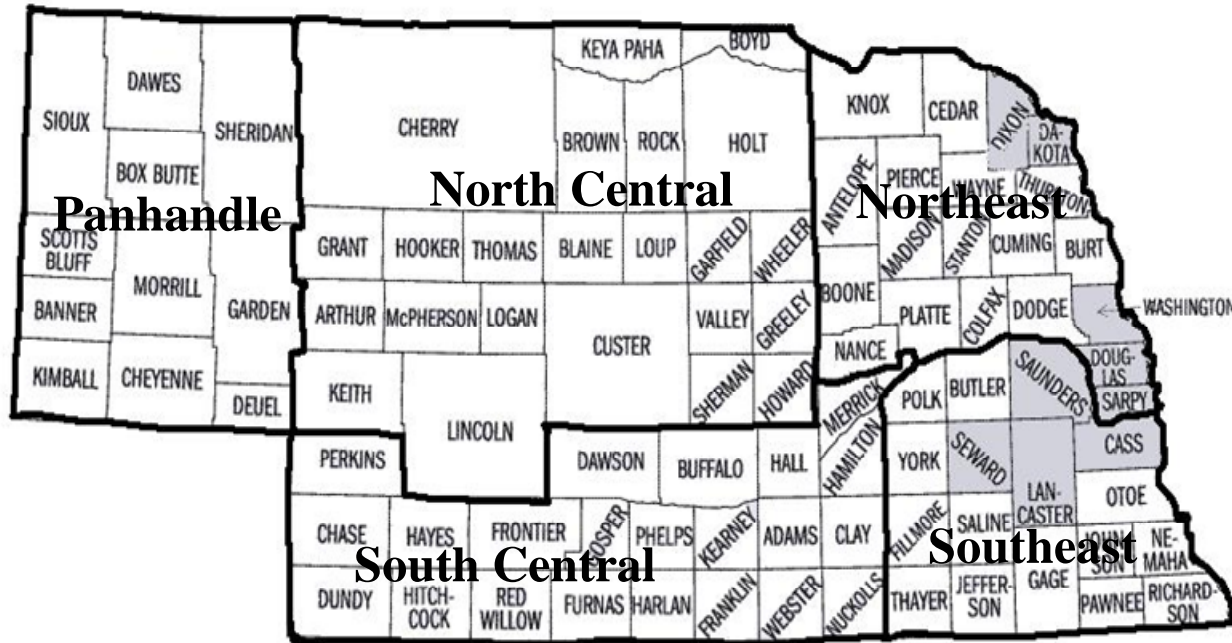 KEYA PAHA
BOYD
DAWES
SIOUX
SHERIDAN
CHERRY
BROWN
ROCK
HOLT
KNOX
CEDAR
DIXON
DA-
KOTA
BOX BUTTE
Panhandle
North Central
Northeast
ANTELOPE
PIERCE
WAYNE
THURSTON
SCOTTS
BLUFF
MORRILL
GARDEN
GRANT
HOOKER
THOMAS
BLAINE
LOUP
GARFIELD
WHEELER
MADISON
STANTON
CUMING
BURT
BANNER
ARTHUR
McPHERSON
LOGAN
CUSTER
VALLEY
GREELEY
BOONE
PLATTE
COLFAX
DODGE
WASHINGTON
NANCE
KIMBALL
CHEYENNE
DEUEL
KEITH
LINCOLN
SHERMAN
HOWARD
MERRICK
POLK
BUTLER
SAUNDERS
DOUG-
LAS
SARPY
PERKINS
DAWSON
BUFFALO
HALL
HAMILTON
YORK
SEWARD
LAN-
CASTER
CASS
OTOE
CHASE
HAYES
FRONTIER
GOSPER
PHELPS
KEARNEY
ADAMS
CLAY
FILLMORE
SALINE
South Central
Southeast
JOHN-
SON
NE-
MAHA
DUNDY
HITCH-
COCK
RED
WILLOW
FURNAS
HARLAN
FRANKLIN
WEBSTER
NUCKOLLS
THAYER
JEFFER-
SON
GAGE
PAWNEE
RICHARD-
SON